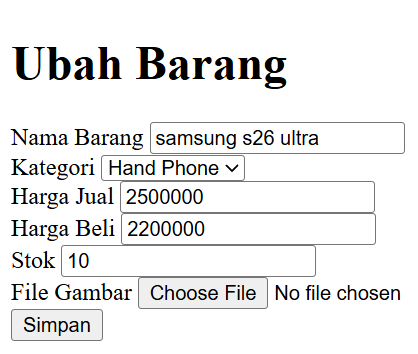 Ubah Barang
Nama Barang samsung s26 ultra
Kategori Hand Phone
Harga Jual 2500000
Harga Beli 2200000
Stok 10
File Gambar Choose File No file chosen
Simpan